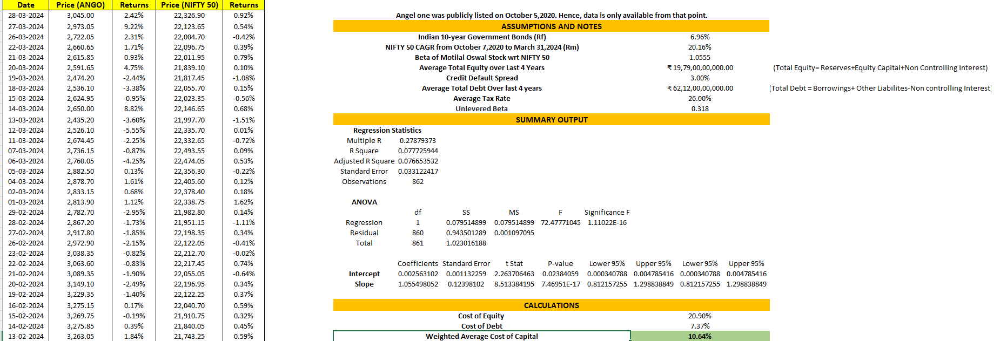 Date Price (ANGO) Returns Price (NIFTY 50) Returns
28-03-2024 3,045.00 2.42% 22,326.90 0.92%
27-03-2024 2,973.05 9.22% 22,123.65 0.54%
26-03-2024 2,722.05 2.31% 22,004.70 -0.42%
22-03-2024 2,660.65 1.71% 22,096.75 0.39%
21-03-2024 2,615.85 0.93% 22,011.95 0.79%
20-03-2024 2,591.65 4.75% 21,839.10 0.10%
19-03-2024 2,474.20 -2.44% 21,817.45 -1.08%
18-03-2024 2,536.10 -3.38% 22,055.70 0.15%
15-03-2024 2,624.95 -0.95% 22,023.35 -0.56%
14-03-2024 2,650.00 8.82% 22,146.65 0.68%
13-03-2024 2,435.20 -3.60% 21,997.70 -1.51%
12-03-2024 2,526.10 -5.55% 22,335.70 0.01%
11-03-2024 2,674.45 -2.25% 22,332.65 -0.72%
07-03-2024 2,736.15 -0.87% 22,493.55 0.09%
06-03-2024 2,760.05 -4.25% 22,474.05 0.53%
05-03-2024 2,882.50 0.13% 22,356.30 -0.22%
04-03-2024 2,878.70 1.61% 22,405.60 0.12%
02-03-2024 2,833.15 0.68% 22,378.40 0.18%
01-03-2024 2,813.90 1.12% 22,338.75 1.62%
29-02-2024 2,782.70 -2.95% 21,982.80 0.14%
28-02-2024 2,867.20 -1.73% 21,951.15 -1.11%
27-02-2024 2,917.80 -1.85% 22,198.35 0.34%
26-02-2024 2,972.90 -2.15% 22,122.05 -0.41%
23-02-2024 3,038.35 -0.82% 22,212.70 -0.02%
22-02-2024 3,063.60 -0.83% 22,217.45 0.74%
21-02-2024 3,089.35 -1.90% 22,055.05 -0.64%
20-02-2024 3,149.10 -2.49% 22,196.95 0.34%
19-02-2024 3,229.35 -1.40% 22,122.25 0.37%
16-02-2024 3,275.15 0.17% 22,040.70 0.59%
15-02-2024 3,269.75 -0.19% 21,910.75 0.32%
14-02-2024 3,275.85 0.39% 21,840.05 0.45%
13-02-2024 3,263.05 1.84% 21,743.25 0.59%
Angel one was publicly listed on October 5,2020. Hence, data is only available from that point.
ASSUMPTIONS AND NOTES
Indian 10-year Government Bonds (Rf) 6.96%
NIFTY 50 CAGR from October 7,2020 to March 31,2024 (Rm) 20.16%
Beta of Motilal Oswal Stock wrt NIFTY 50 1.0555
Average Total Equity over Last 4 Years ₹ 19,79,00,00,000.00 (Total Equity= Reserves+Equity Capital+Non Controlling Interest)
Credit Default Spread 3.00%
Average Total Debt Over last 4 years ₹ 62,12,00,00,000.00 (Total Debt = Borrowings+ Other Liabilites-Non controlling Interest)
Average Tax Rate 26.00%
Unlevered Beta 0.318
SUMMARY OUTPUT
Regression Statistics
Multiple R 0.27879373
R Square 0.077725944
Adjusted R Square 0.076653532
Standard Error 0.033122417
Observations 862
ANOVA
df SS MS F Significance F
Regression 1 0.079514899 0.079514899 72.47771045 1.11022E-16
Residual 860 0.943501289 0.001097095
Total 861 1.023016188
Coefficients Standard Error t Stat P-value Lower 95% Upper 95% Lower 95% Upper 95%
Intercept 0.002563102 0.001132259 2.263706463 0.02384059 0.000340788 0.004785416 0.000340788 0.004785416
Slope 1.055498052 0.12398102 8.513384195 7.46951E-17 0.812157255 1.298838849 0.812157255 1.298838849
CALCULATIONS
Cost of Equity 20.90%
Cost of Debt 7.37%
Weighted Average Cost of Capital 10.64%